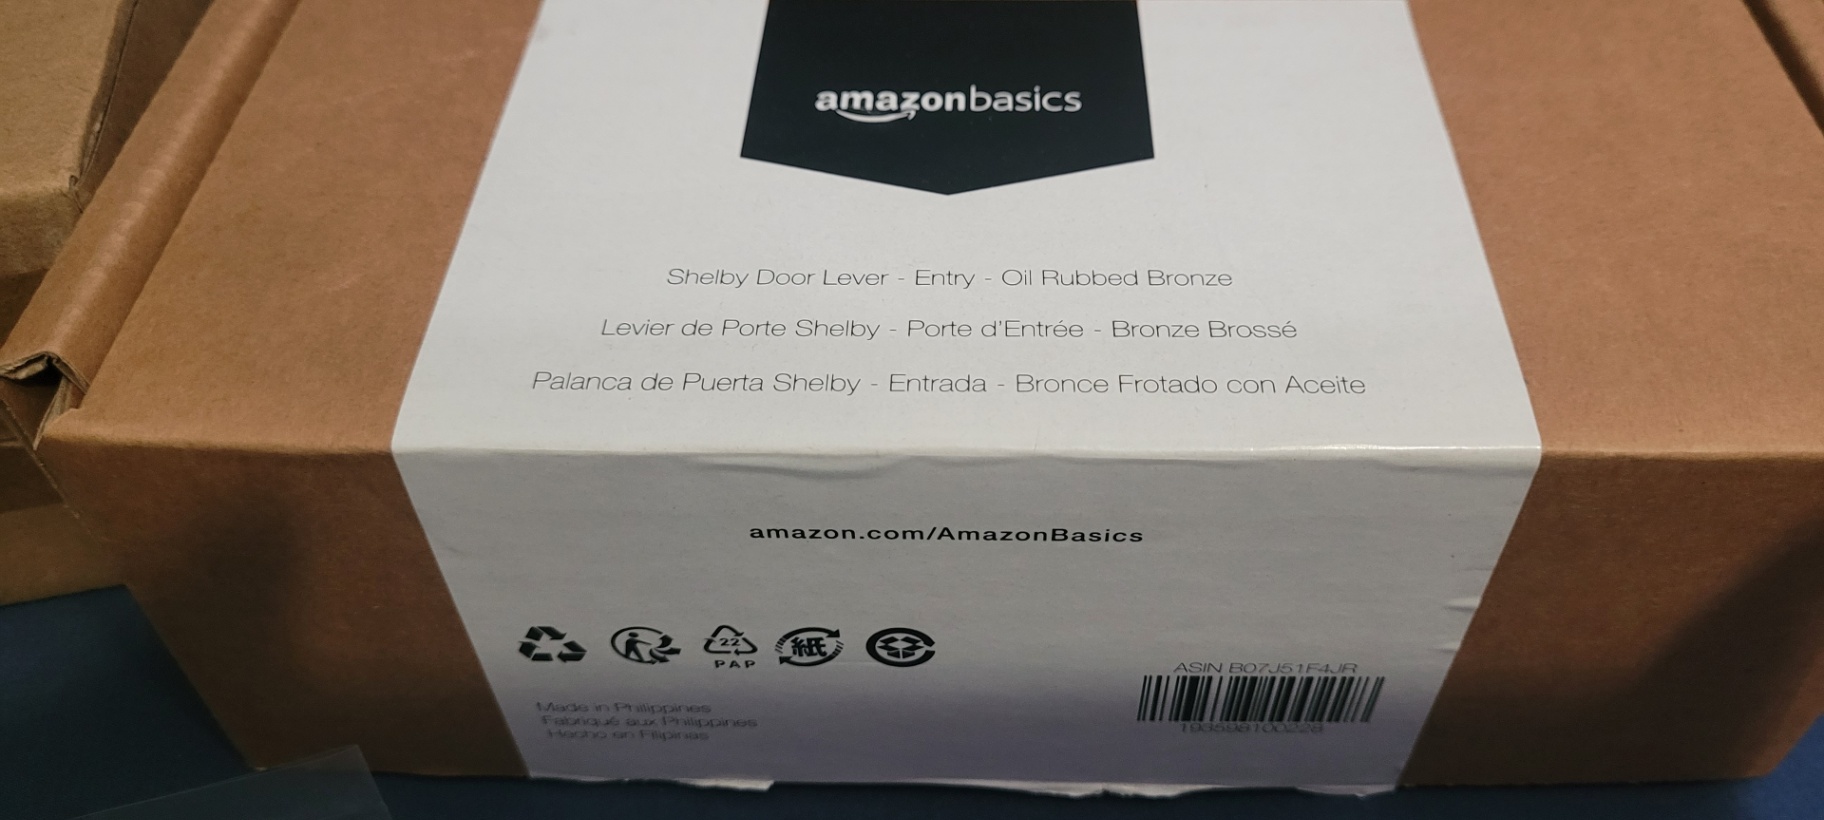 amazonbasics
Shelby Door Lever - Entry - Oil Rubbed Bronze
Levier de Porte Shelby - Porte d'Entrée - Bronze Brossé
Palanca de Puerta Shelby - Entrada - Bronce Frotado con Aceite
amazon.com/AmazonBasics
22
PAP
紙
ASIN B07J51F4JR
Made in Philippines
Fabriqué aux Philippines
Hecho en Filipinas